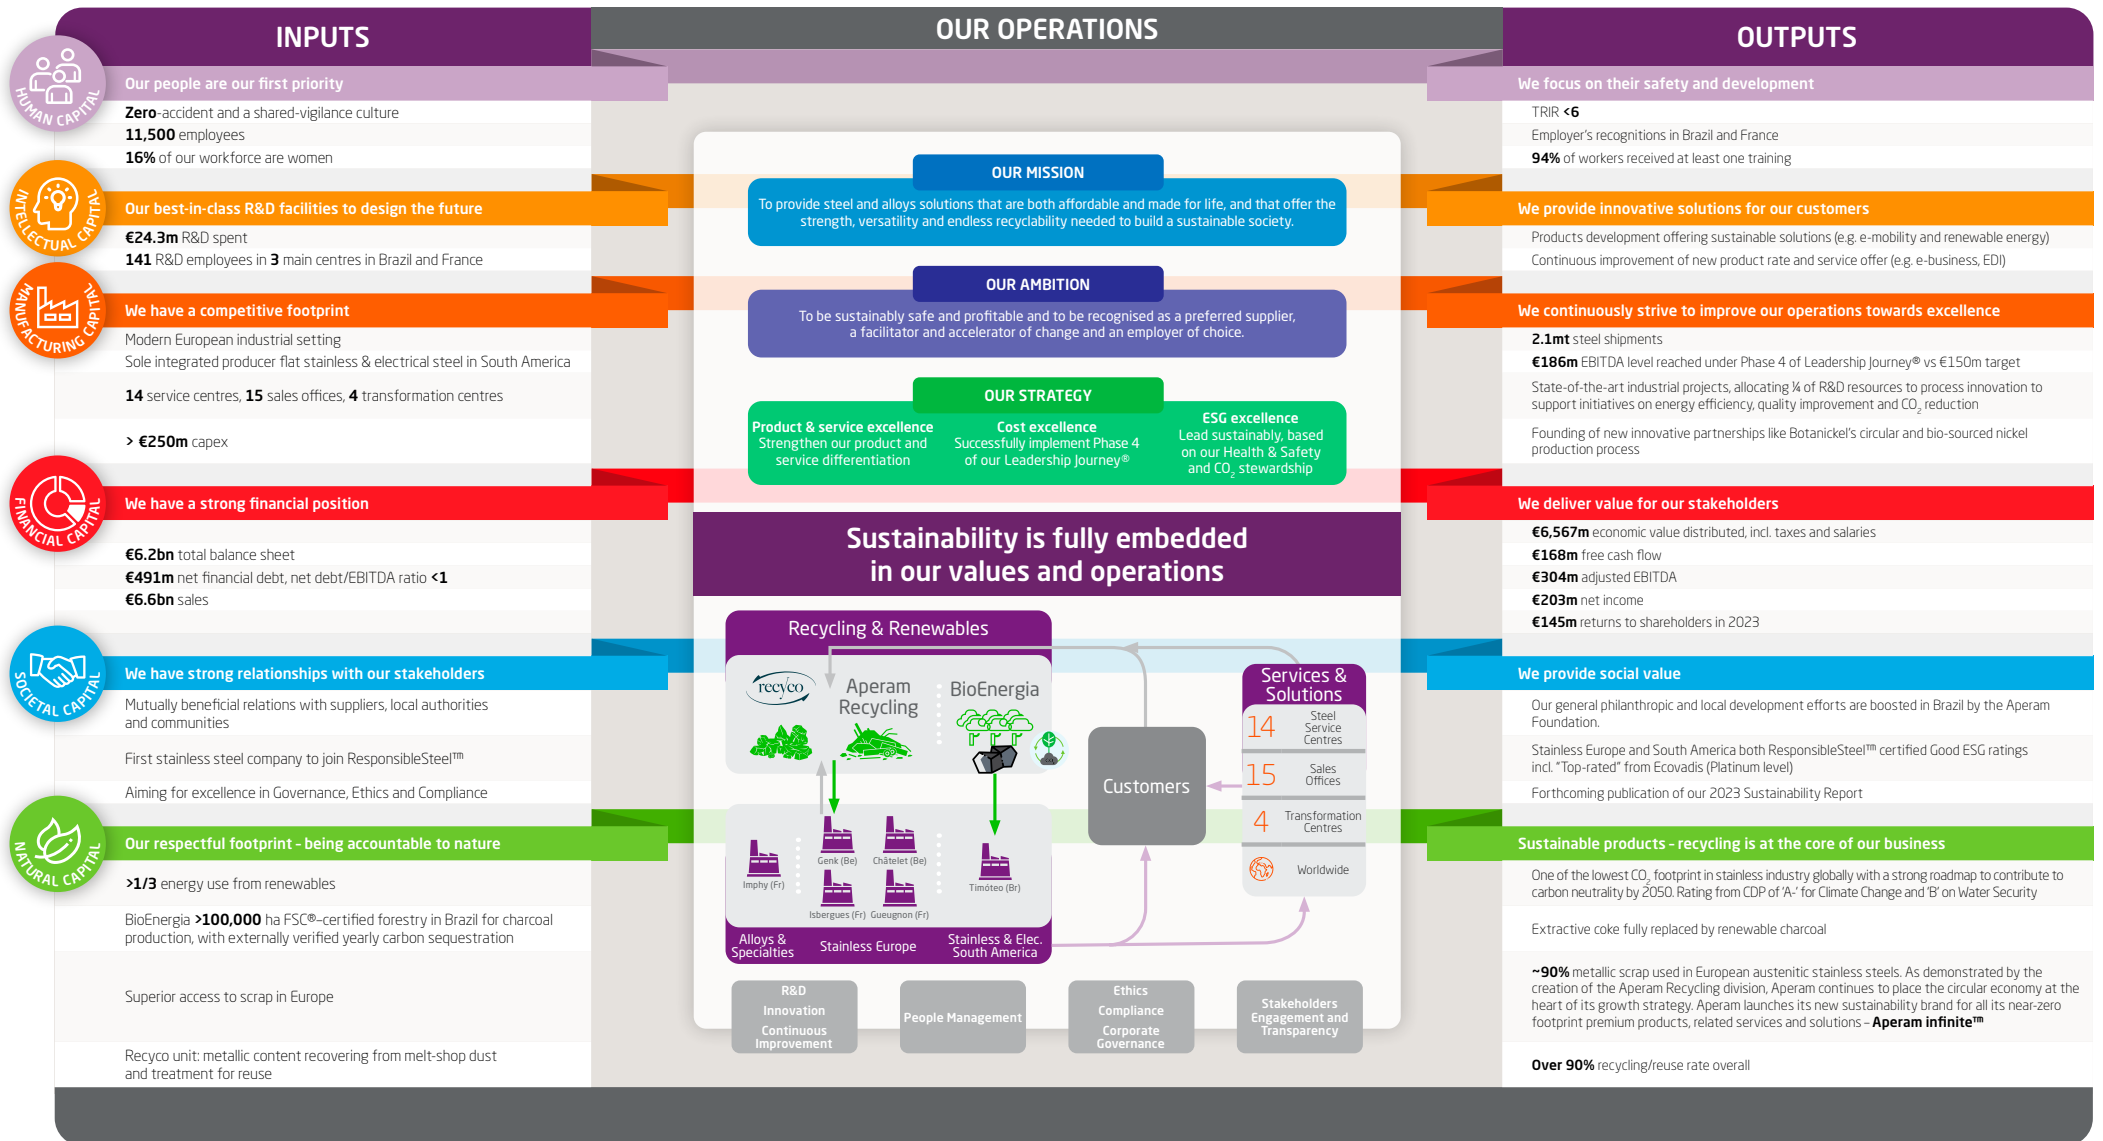 INPUTS
OUR OPERATIONS
OUTPUTS
HUMAN CAPITAL
Our people are our first priority
Zero-accident and a shared-vigilance culture
11,500 employees
16% of our workforce are women
INTELLECTUAL CAPITAL
Our best-in-class R&D facilities to design the future
€24.3m R&D spent
141 R&D employees in 3 main centres in Brazil and France
MANUFACTURING CAPITAL
We have a competitive footprint
Modern European industrial setting
Sole integrated producer flat stainless & electrical steel in South America
14 service centres, 15 sales offices, 4 transformation centres
> €250m capex
FINANCIAL CAPITAL
We have a strong financial position
€6.2bn total balance sheet
€491m net financial debt, net debt/EBITDA ratio <1
€6.6bn sales
SOCIETAL CAPITAL
We have strong relationships with our stakeholders
Mutually beneficial relations with suppliers, local authorities
and communities
First stainless steel company to join ResponsibleSteel™
Aiming for excellence in Governance, Ethics and Compliance
NATURAL CAPITAL
Our respectful footprint – being accountable to nature
>1/3 energy use from renewables
BioEnergia >100,000 ha FSC®–certified forestry in Brazil for charcoal
production, with externally verified yearly carbon sequestration
Superior access to scrap in Europe
Recyco unit: metallic content recovering from melt-shop dust
and treatment for reuse
OUR MISSION
To provide steel and alloys solutions that are both affordable and made for life, and that offer the
strength, versatility and endless recyclability needed to build a sustainable society.
OUR AMBITION
To be sustainably safe and profitable and to be recognised as a preferred supplier,
a facilitator and accelerator of change and an employer of choice.
OUR STRATEGY
Product & service excellence
Strengthen our product and
service differentiation
Cost excellence
Successfully implement Phase 4
of our Leadership Journey®
ESG excellence
Lead sustainably, based
on our Health & Safety
and CO₂ stewardship
Sustainability is fully embedded
in our values and operations
Recycling & Renewables
recyco
Aperam
Recycling
BioEnergia
Imphy (Fr)
Genk (Be)
Châtelet (Be)
Isbergues (Fr)
Gueugnon (Fr)
Timóteo (Br)
Alloys &
Specialties
Stainless Europe
Stainless & Elec.
South America
Customers
Services &
Solutions
14
Steel
Service
Centres
15
Sales
Offices
4
Transformation
Centres
Worldwide
R&D
Innovation
Continuous
Improvement
People Management
Ethics
Compliance
Corporate
Governance
Stakeholders
Engagement and
Transparency
We focus on their safety and development
TRIR <6
Employer's recognitions in Brazil and France
94% of workers received at least one training
We provide innovative solutions for our customers
Products development offering sustainable solutions (e.g. e-mobility and renewable energy)
Continuous improvement of new product rate and service offer (e.g. e-business, EDI)
We continuously strive to improve our operations towards excellence
2.1mt steel shipments
€186m EBITDA level reached under Phase 4 of Leadership Journey® vs €150m target
State-of-the-art industrial projects, allocating ¼ of R&D resources to process innovation to
support initiatives on energy efficiency, quality improvement and CO₂ reduction
Founding of new innovative partnerships like Botanickel's circular and bio-sourced nickel
production process
We deliver value for our stakeholders
€6,567m economic value distributed, incl. taxes and salaries
€168m free cash flow
€304m adjusted EBITDA
€203m net income
€145m returns to shareholders in 2023
We provide social value
Our general philanthropic and local development efforts are boosted in Brazil by the Aperam
Foundation.
Stainless Europe and South America both ResponsibleSteel™ certified Good ESG ratings
incl. "Top-rated" from Ecovadis (Platinum level)
Forthcoming publication of our 2023 Sustainability Report
Sustainable products – recycling is at the core of our business
One of the lowest CO₂ footprint in stainless industry globally with a strong roadmap to contribute to
carbon neutrality by 2050. Rating from CDP of 'A-' for Climate Change and 'B' on Water Security
Extractive coke fully replaced by renewable charcoal
~90% metallic scrap used in European austenitic stainless steels. As demonstrated by the
creation of the Aperam Recycling division, Aperam continues to place the circular economy at the
heart of its growth strategy. Aperam launches its new sustainability brand for all its near-zero
footprint premium products, related services and solutions – Aperam infinite™
Over 90% recycling/reuse rate overall